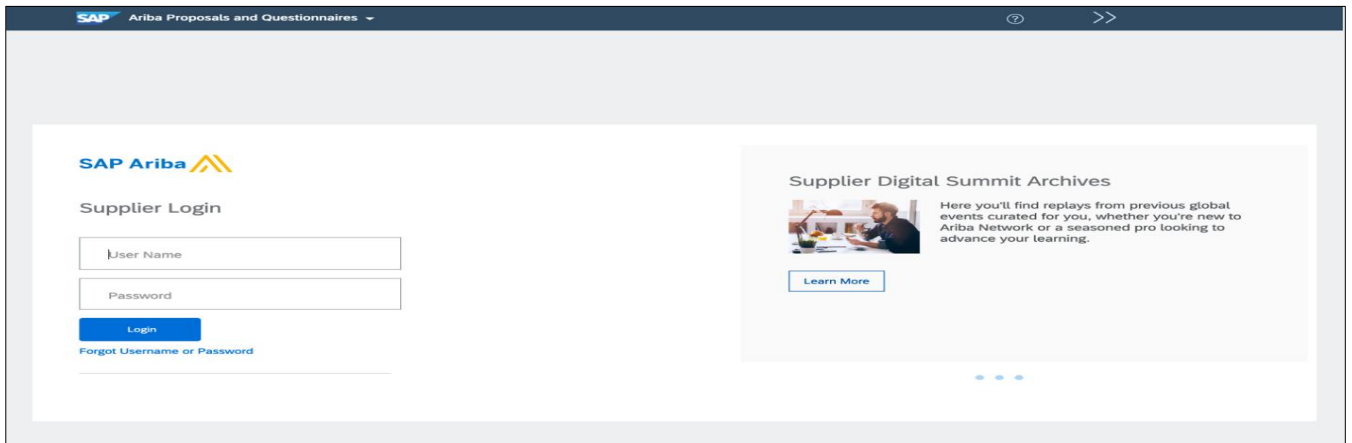 SAP Ariba Proposals and Questionnaires
? >>
SAP Ariba
Supplier Login
User Name
Password
Login
Forgot Username or Password
Supplier Digital Summit Archives
Here you'll find replays from previous global
events curated for you, whether you're new to
Ariba Network or a seasoned pro looking to
advance your learning.
Learn More